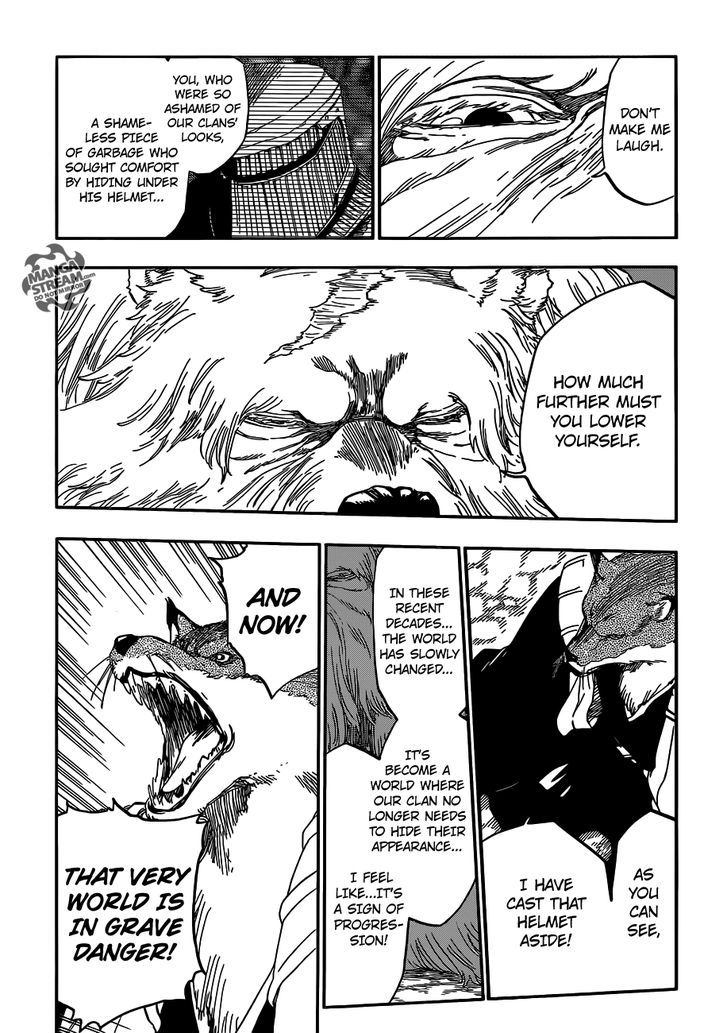 DON'T
MAKE ME
LAUGH.
YOU, WHO
WERE SO
ASHAMED OF
OUR CLANS'
LOOKS,
A SHAME-
LESS PIECE
OF GARBAGE WHO
SOUGHT COMFORT
BY HIDING UNDER
HIS HELMET...
MANGA
STREAM.com
DO NOT MIRROR
HOW MUCH
FURTHER MUST
YOU LOWER
YOURSELF.
AS
YOU
CAN
SEE,
I HAVE
CAST THAT
HELMET
ASIDE!
IN THESE
RECENT
DECADES...
THE WORLD
HAS SLOWLY
CHANGED...
IT'S
BECOME A
WORLD WHERE
OUR CLAN NO
LONGER NEEDS
TO HIDE THEIR
APPEARANCE...
I FEEL
LIKE...IT'S
A SIGN OF
PROGRES-
SION!
AND
NOW!
THAT VERY
WORLD IS
IN GRAVE
DANGER!